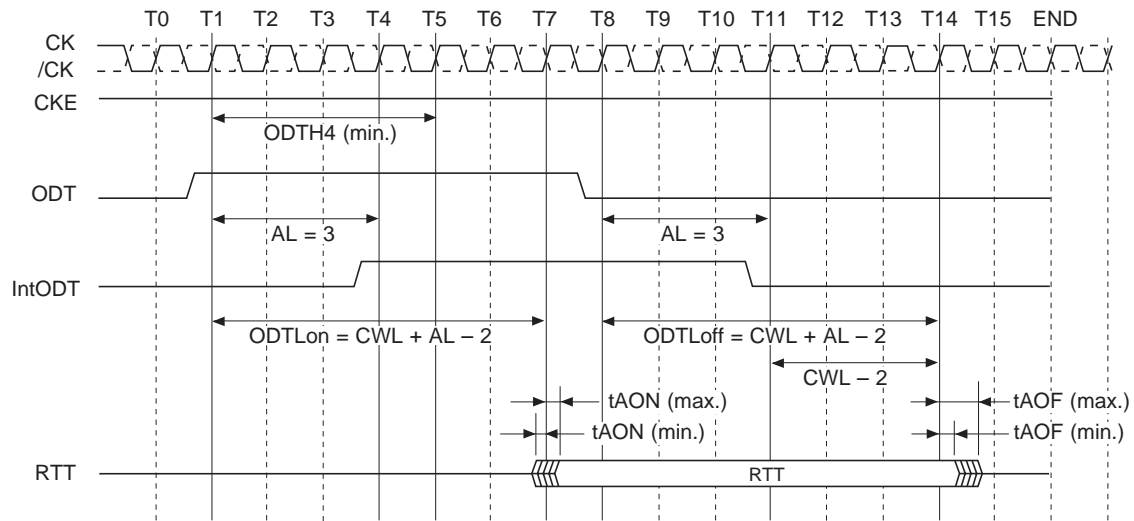 T0 T1 T2 T3 T4 T5 T6 T7 T8 T9 T10 T11 T12 T13 T14 T15 END
CK
/CK
CKE
ODTH4 (min.)
ODT
AL = 3 AL = 3
IntODT
ODTLon = CWL + AL – 2 ODTLoff = CWL + AL – 2
CWL – 2
tAON (max.) tAOF (max.)
tAON (min.) tAOF (min.)
RTT RTT